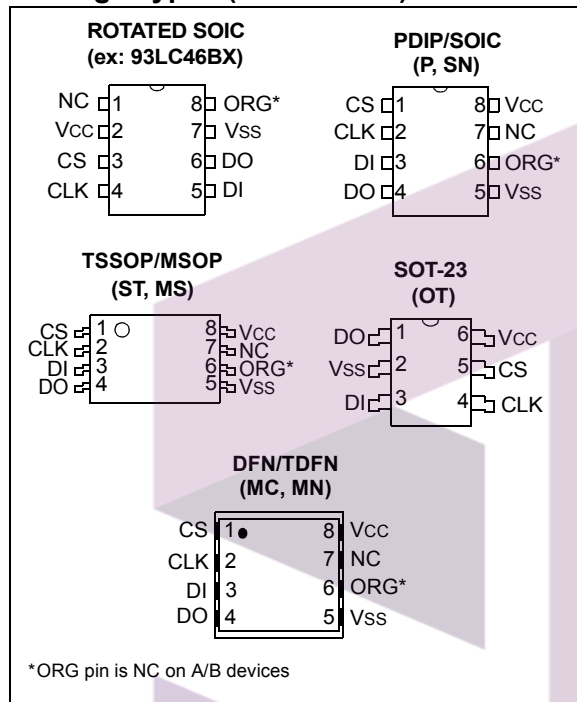 ROTATED SOIC
(ex: 93LC46BX)
NC 1 8 ORG*
Vcc 2 7 Vss
CS 3 6 DO
CLK 4 5 DI
PDIP/SOIC
(P, SN)
CS 1 8 Vcc
CLK 2 7 NC
DI 3 6 ORG*
DO 4 5 Vss
TSSOP/MSOP
(ST, MS)
CS 1 8 Vcc
CLK 2 7 NC
DI 3 6 ORG*
DO 4 5 Vss
SOT-23
(OT)
DO 1 6 Vcc
Vss 2 5 CS
DI 3 4 CLK
DFN/TDFN
(MC, MN)
CS 1 8 Vcc
CLK 2 7 NC
DI 3 6 ORG*
DO 4 5 Vss
*ORG pin is NC on A/B devices